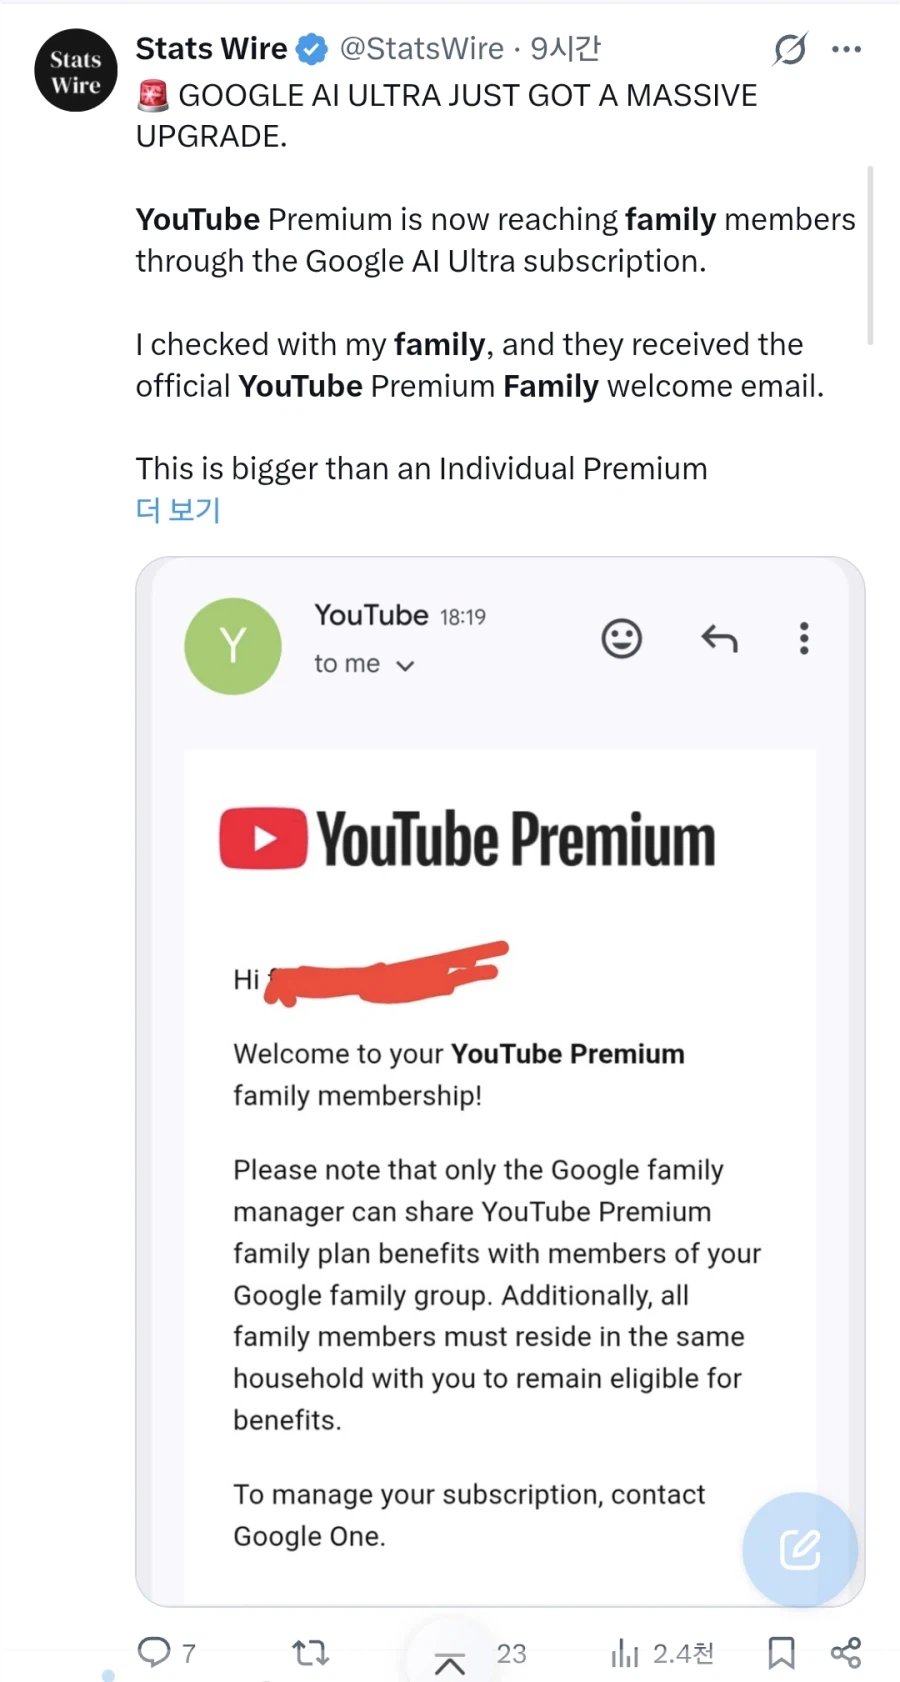 Stats Wire @StatsWire · 9시간
Stats
Wire
🚨 GOOGLE AI ULTRA JUST GOT A MASSIVE
UPGRADE.
YouTube Premium is now reaching family members
through the Google AI Ultra subscription.
I checked with my family, and they received the
official YouTube Premium Family welcome email.
This is bigger than an Individual Premium
더 보기
Y
YouTube 18:19
to me
YouTube Premium
Hi
Welcome to your YouTube Premium
family membership!
Please note that only the Google family
manager can share YouTube Premium
family plan benefits with members of your
Google family group. Additionally, all
family members must reside in the same
household with you to remain eligible for
benefits.
To manage your subscription, contact
Google One.
7
23
2.4천